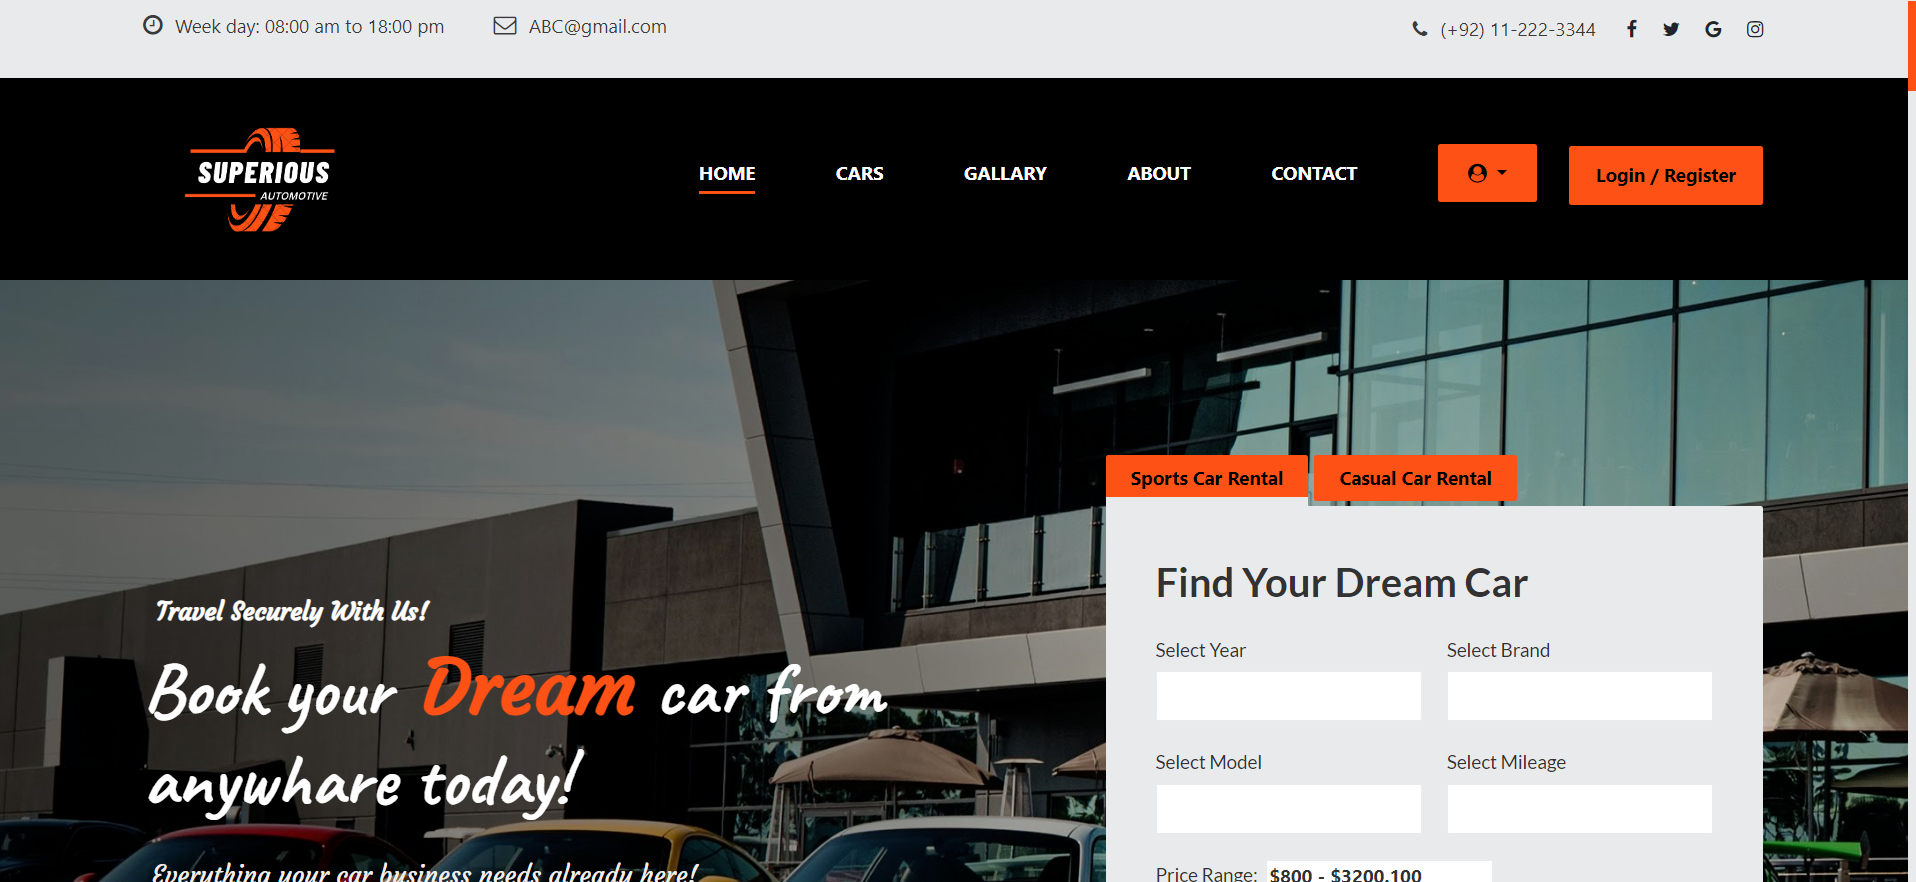 Week day: 08:00 am to 18:00 pm
ABC@gmail.com
(+92) 11-222-3344
SUPERIOUS
AUTOMOTIVE
HOME
CARS
GALLARY
ABOUT
CONTACT
Login / Register
Sports Car Rental
Casual Car Rental
Travel Securely With Us!
Book your Dream car from
anywhare today!
Everything your car business needs already here!
Find Your Dream Car
Select Year
Select Brand
Select Model
Select Mileage
Price Range: $800 - $3200.100